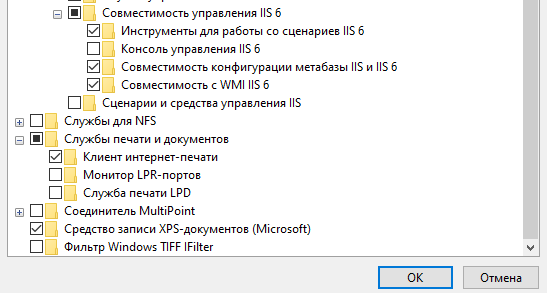 Совместимость управления IIS 6
Инструменты для работы со сценариев IIS 6
Консоль управления IIS 6
Совместимость конфигурации метабазы IIS и IIS 6
Совместимость с WMI IIS 6
Сценарии и средства управления IIS
Службы для NFS
Службы печати и документов
Клиент интернет-печати
Монитор LPR-портов
Служба печати LPD
Соединитель MultiPoint
Средство записи XPS-документов (Microsoft)
Фильтр Windows TIFF IFilter
ОК
Отмена